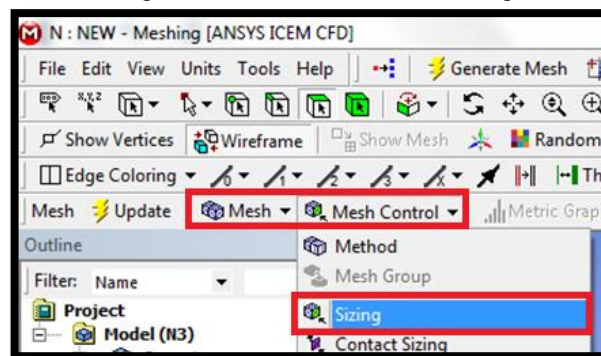 N : NEW - Meshing [ANSYS ICEM CFD]
File Edit View Units Tools Help Generate Mesh
Show Vertices Wireframe Show Mesh Random
Edge Coloring Th
Mesh Update Mesh Mesh Control Metric Grap
Outline Method
Filter: Name Mesh Group
Project Sizing
Model (N3) Contact Sizing